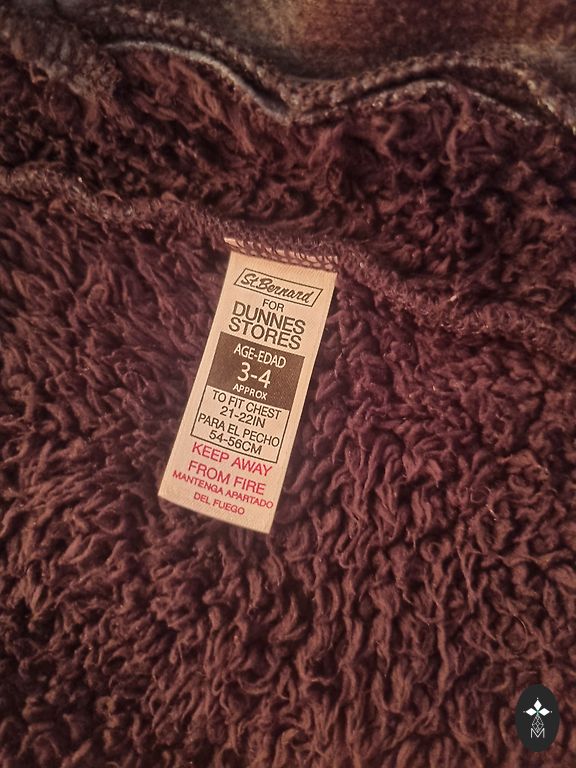 St.Bernard
FOR
DUNNES
STORES
AGE-EDAD
3-4
APPROX
TO FIT CHEST
21-22IN
PARA EL PECHO
54-56CM
KEEP AWAY
FROM FIRE
MANTENGA APARTADO
DEL FUEGO
M